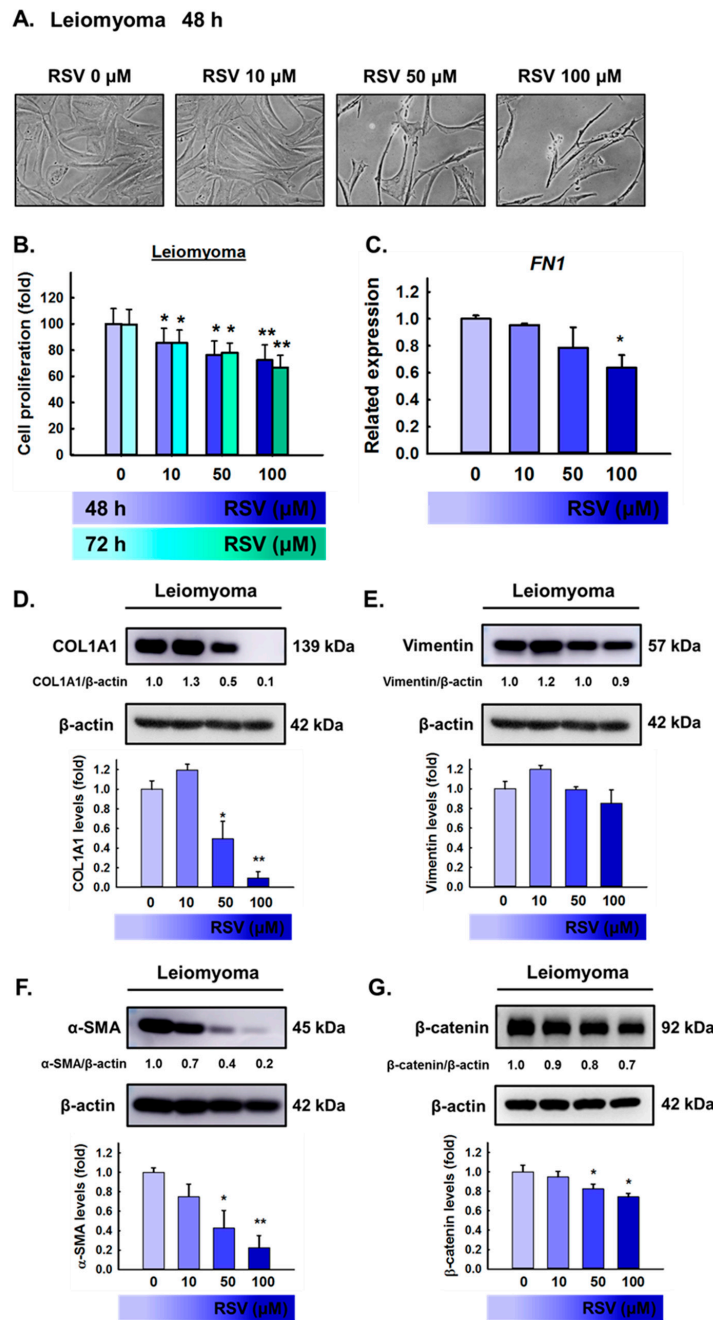 A. Leiomyoma 48 h
RSV 0 µM RSV 10 µM RSV 50 µM RSV 100 µM
B.
Leiomyoma
Cell proliferation (fold)
120
100
80
60
40
20
0
* * * * ** **
0 10 50 100
48 h RSV (µM)
72 h RSV (µM)
C.
FN1
Related expression
1.2
1.0
0.8
0.6
0.4
0.2
0.0
*
0 10 50 100
RSV (µM)
D.
Leiomyoma
COL1A1 139 kDa
COL1A1/β-actin 1.0 1.3 0.5 0.1
β-actin 42 kDa
COL1A1 levels (fold)
1.2
1.0
0.8
0.6
0.4
0.2
0.0
* **
0 10 50 100
RSV (µM)
E.
Leiomyoma
Vimentin 57 kDa
Vimentin/β-actin 1.0 1.2 1.0 0.9
β-actin 42 kDa
Vimentin levels (fold)
1.2
1.0
0.8
0.6
0.4
0.2
0.0
0 10 50 100
RSV (µM)
F.
Leiomyoma
α-SMA 45 kDa
α-SMA/β-actin 1.0 0.7 0.4 0.2
β-actin 42 kDa
α-SMA levels (fold)
1.2
1.0
0.8
0.6
0.4
0.2
0.0
* **
0 10 50 100
RSV (µM)
G.
Leiomyoma
β-catenin 92 kDa
β-catenin/β-actin 1.0 0.9 0.8 0.7
β-actin 42 kDa
β-catenin levels (fold)
1.2
1.0
0.8
0.6
0.4
0.2
0.0
* *
0 10 50 100
RSV (µM)